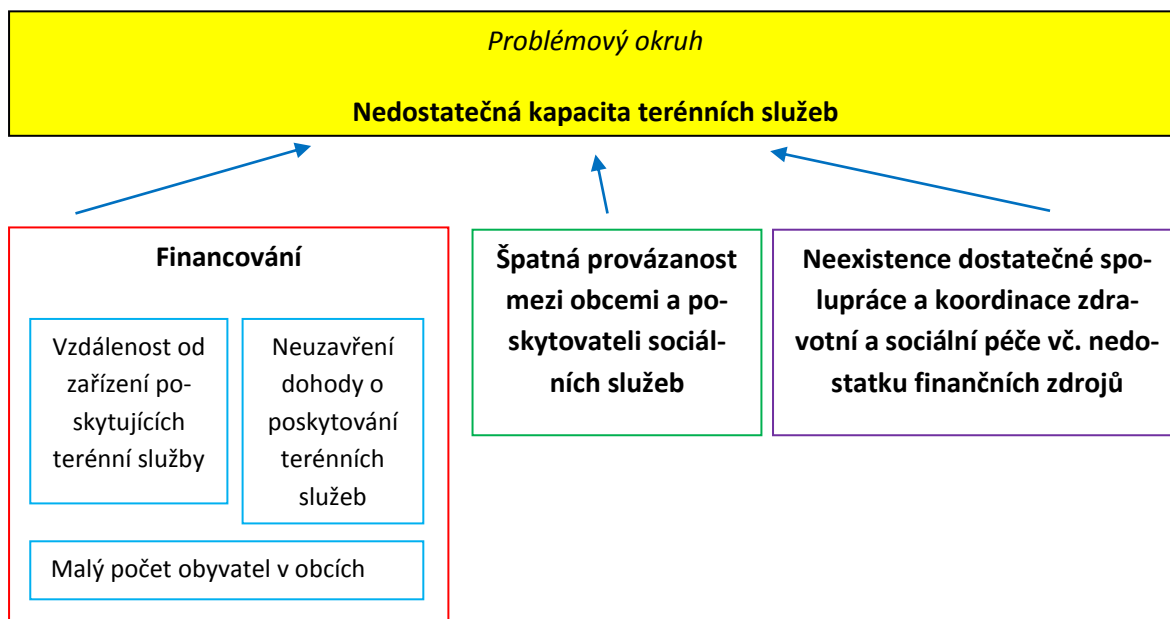 Problémový okruh
Nedostatečná kapacita terénních služeb
Financování
Vzdálenost od
zařízení po-
skytujících
terénní služby
Neuzavření
dohody o
poskytování
terénních
služeb
Malý počet obyvatel v obcích
Špatná provázanost
mezi obcemi a po-
skytovateli sociál-
ních služeb
Neexistence dostatečné spo-
lupráce a koordinace zdra-
votní a sociální péče vč. nedo-
statku finančních zdrojů